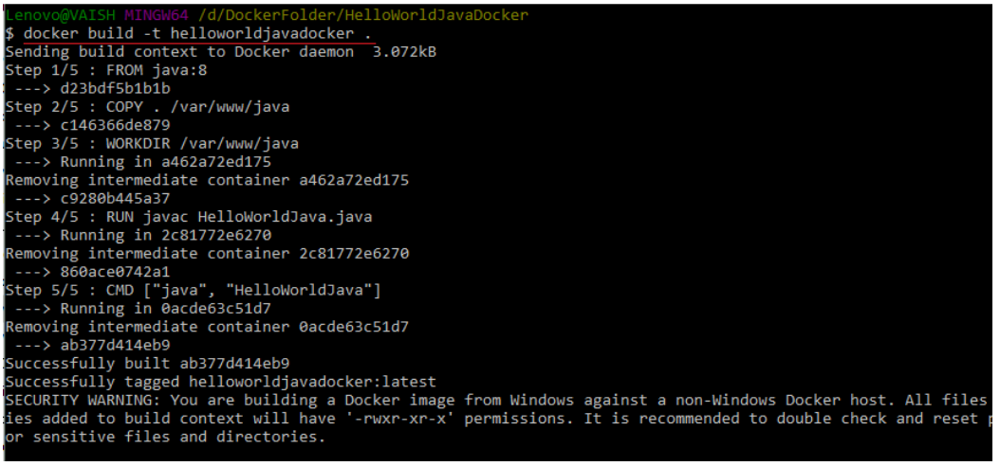 Lenovo@VAISH MINGW64 /d/DockerFolder/HelloWorldJavaDocker
$ docker build -t helloworldjavadocker .
Sending build context to Docker daemon  3.072kB
Step 1/5 : FROM java:8
 ---> d23bdf5b1b1b
Step 2/5 : COPY . /var/www/java
 ---> c146366de879
Step 3/5 : WORKDIR /var/www/java
 ---> Running in a462a72ed175
Removing intermediate container a462a72ed175
 ---> c9280b445a37
Step 4/5 : RUN javac HelloWorldJava.java
 ---> Running in 2c81772e6270
Removing intermediate container 2c81772e6270
 ---> 860ace0742a1
Step 5/5 : CMD ["java", "HelloWorldJava"]
 ---> Running in 0acde63c51d7
Removing intermediate container 0acde63c51d7
 ---> ab377d414eb9
Successfully built ab377d414eb9
Successfully tagged helloworldjavadocker:latest
SECURITY WARNING: You are building a Docker image from Windows against a non-Windows Docker host. All files
ies added to build context will have '-rwxr-xr-x' permissions. It is recommended to double check and reset
or sensitive files and directories.